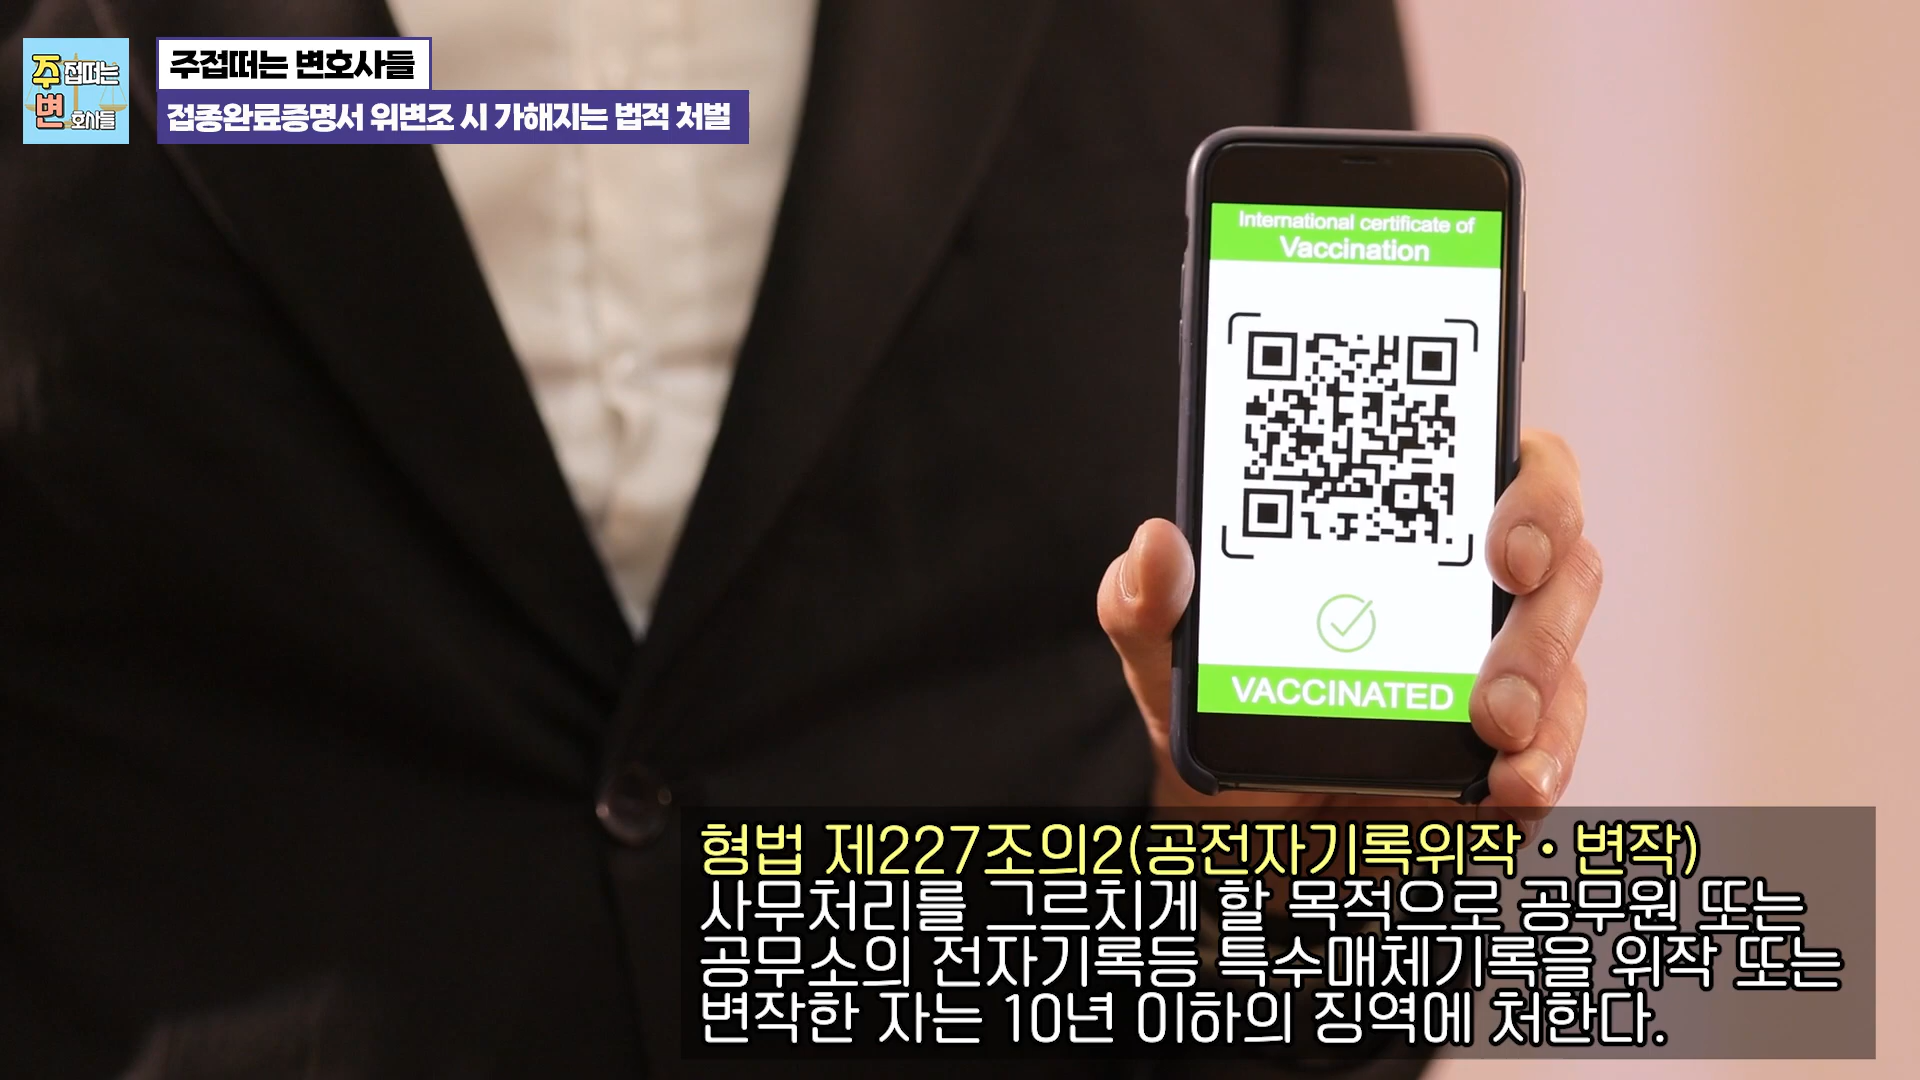 주접떠는
변호사들
주접떠는 변호사들
접종완료증명서 위변조 시 가해지는 법적 처벌
International certificate of
Vaccination
VACCINATED
형법 제227조의2(공전자기록위작·변작)
사무처리를 그르치게 할 목적으로 공무원 또는
공무소의 전자기록등 특수매체기록을 위작 또는
변작한 자는 10년 이하의 징역에 처한다.